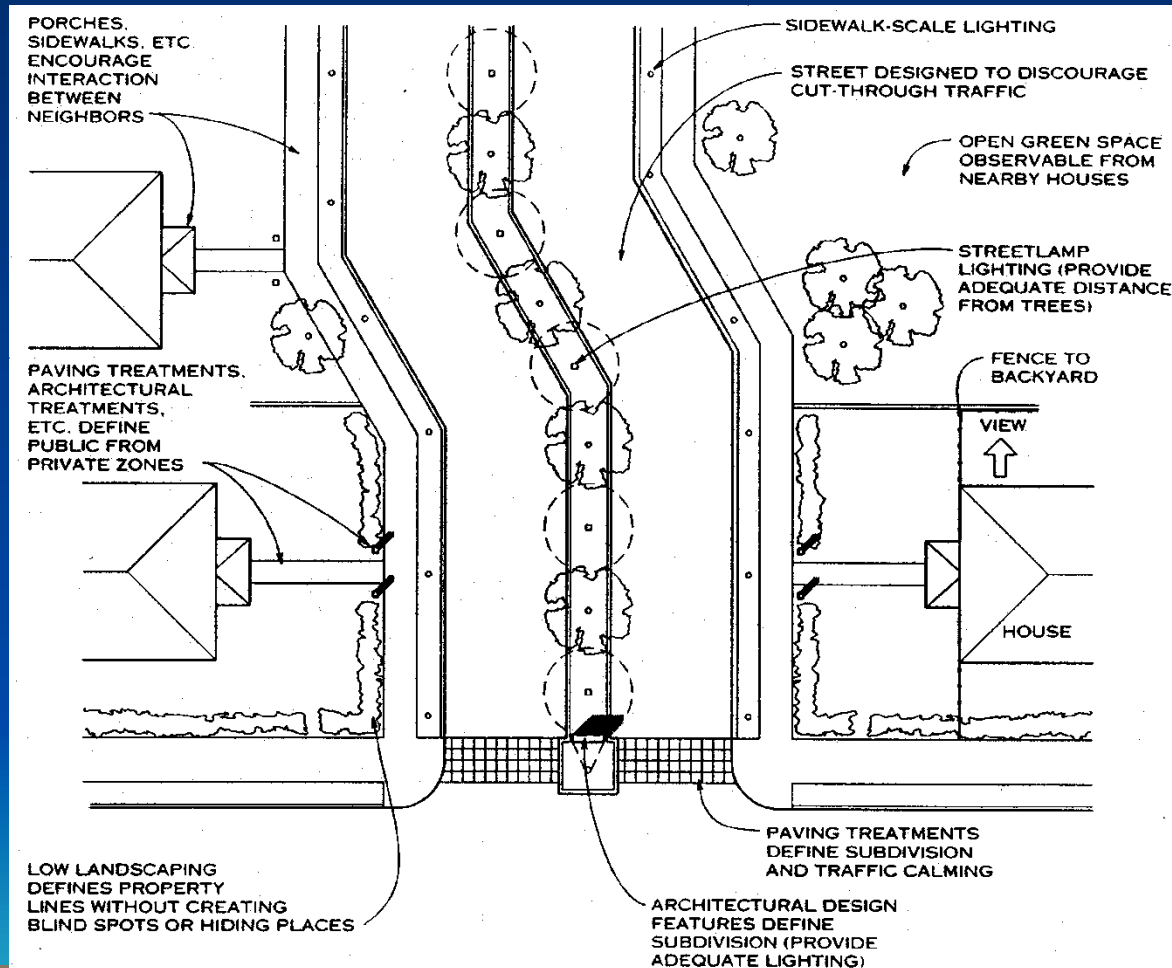 PORCHES,
SIDEWALKS, ETC.
ENCOURAGE
INTERACTION
BETWEEN
NEIGHBORS
SIDEWALK-SCALE LIGHTING
STREET DESIGNED TO DISCOURAGE
CUT-THROUGH TRAFFIC
OPEN GREEN SPACE
OBSERVABLE FROM
NEARBY HOUSES
STREETLAMP
LIGHTING (PROVIDE
ADEQUATE DISTANCE
FROM TREES)
PAVING TREATMENTS,
ARCHITECTURAL
TREATMENTS,
ETC. DEFINE
PUBLIC FROM
PRIVATE ZONES
FENCE TO
BACKYARD
VIEW
HOUSE
LOW LANDSCAPING
DEFINES PROPERTY
LINES WITHOUT CREATING
BLIND SPOTS OR HIDING PLACES
PAVING TREATMENTS
DEFINE SUBDIVISION
AND TRAFFIC CALMING
ARCHITECTURAL DESIGN
FEATURES DEFINE
SUBDIVISION (PROVIDE
ADEQUATE LIGHTING)